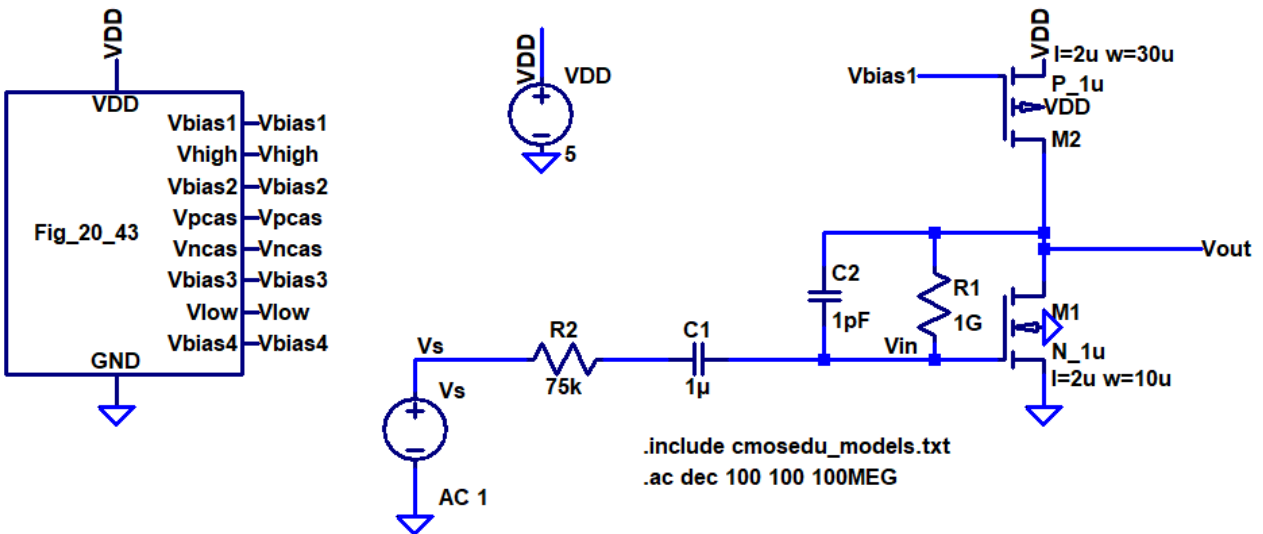 VDD
VDD
Vbias1 Vbias1
Vhigh Vhigh
Vbias2 Vbias2
Vpcas Vpcas
Fig_20_43
Vncas Vncas
Vbias3 Vbias3
Vlow Vlow
Vbias4 Vbias4
GND
VDD
VDD
5
Vs
Vs
AC 1
R2
75k
C1
1µ
C2
1pF
R1
1G
Vin
Vbias1
VDD
l=2u w=30u
P_1u
VDD
M2
Vout
M1
N_1u
l=2u w=10u
.include cmosedu_models.txt
.ac dec 100 100 100MEG